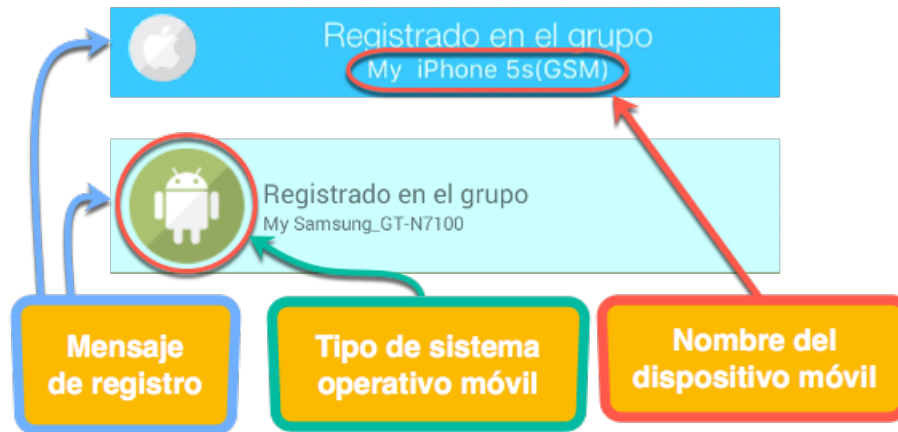 Registrado en el grupo
My iPhone 5s(GSM)
Registrado en el grupo
My Samsung_GT-N7100
Mensaje
de registro
Tipo de sistema
operativo móvil
Nombre del
dispositivo móvil